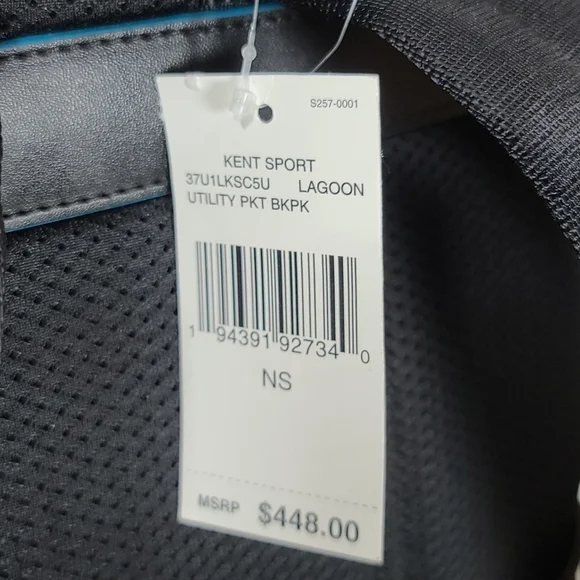 S257-0001
KENT SPORT
37U1LKSC5U LAGOON
UTILITY PKT BKPK
1 94391 92734 0
NS
MSRP $448.00